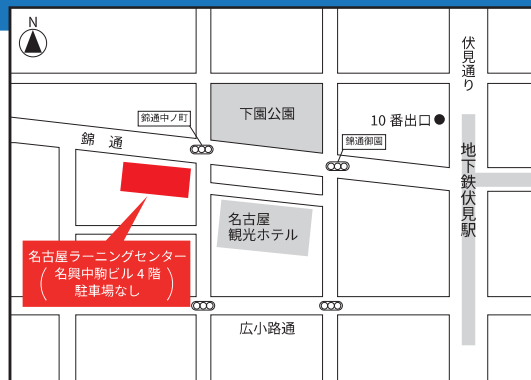 N
伏見通り
下園公園
10番出口
錦通中ノ町
錦通御園
錦通
地下鉄伏見駅
名古屋
観光ホテル
名古屋ラーニングセンター
(名興中駒ビル4階
駐車場なし)
広小路通